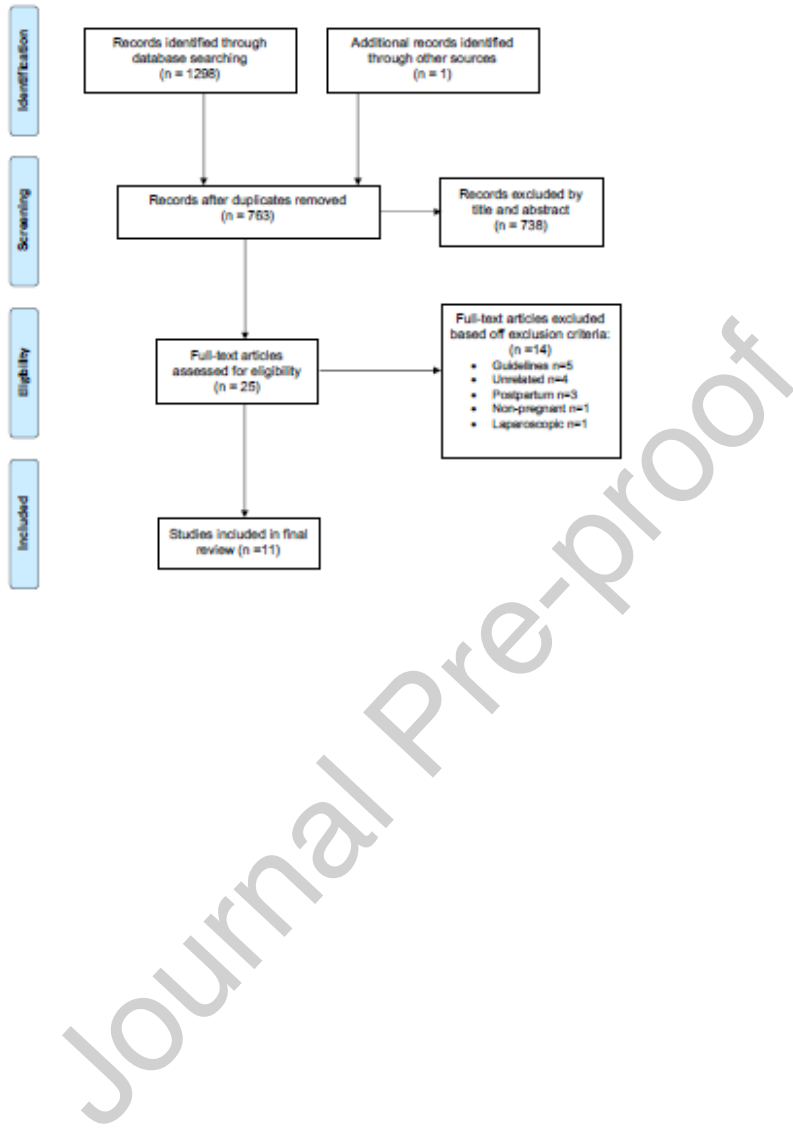 Identification
Records identified through
database searching
(n = 1298)
Additional records identified
through other sources
(n = 1)
Screening
Records after duplicates removed
(n = 763)
Records excluded by
title and abstract
(n = 738)
Eligibility
Full-text articles
assessed for eligibility
(n = 25)
Full-text articles excluded
based off exclusion criteria:
(n =14)
• Guidelines n=5
• Unrelated n=4
• Postpartum n=3
• Non-pregnant n=1
• Laparoscopic n=1
Included
Studies included in final
review (n =11)
Journal Pre-proof